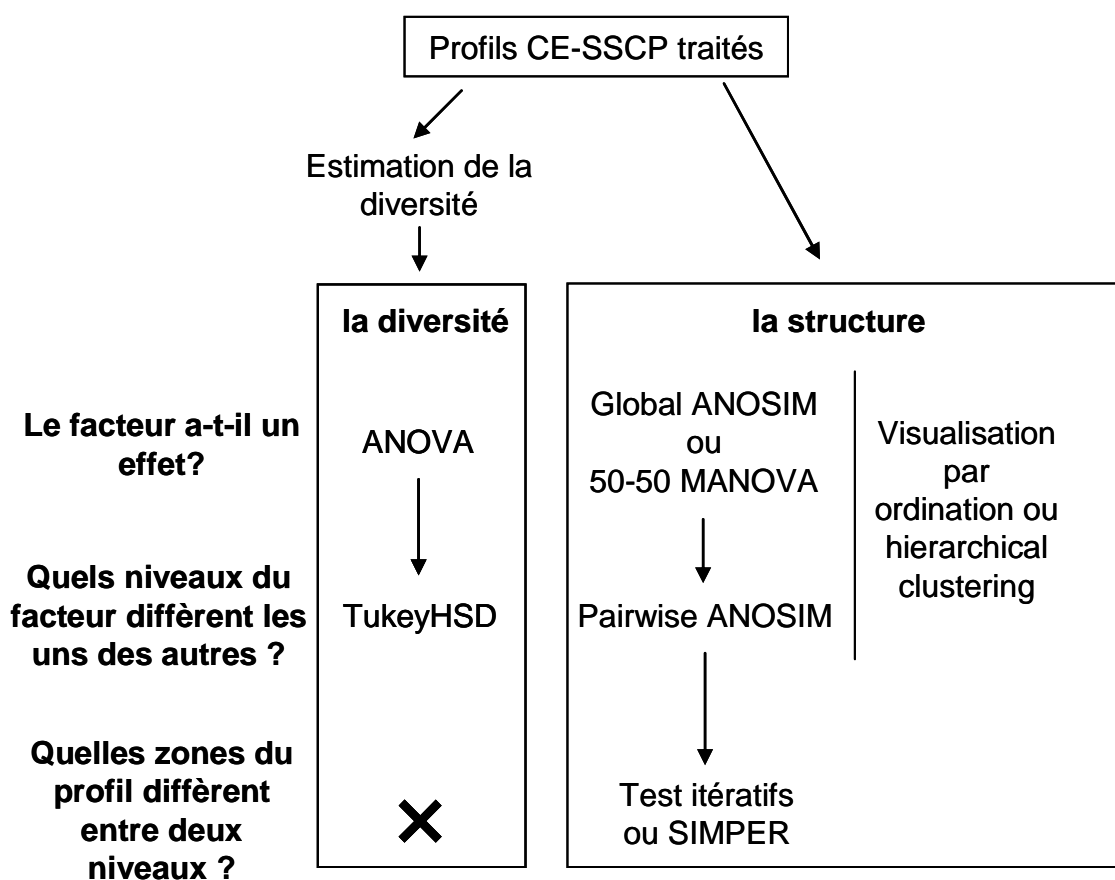 Profils CE-SSCP traités
Estimation de la
diversité
la diversité
la structure
Le facteur a-t-il un
effet?
ANOVA
Global ANOSIM
ou
50-50 MANOVA
Visualisation
par
ordination ou
hierarchical
clustering
Quels niveaux du
facteur diffèrent les
uns des autres ?
TukeyHSD
Pairwise ANOSIM
Quelles zones du
profil diffèrent
entre deux
niveaux ?
Test itératifs
ou SIMPER